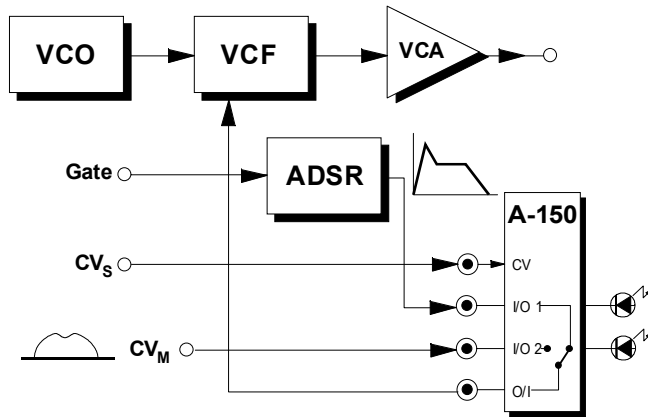 VCO
VCF
VCA
Gate
ADSR
A-150
CVS
CV
I/O 1
CVM
I/O 2
O/I